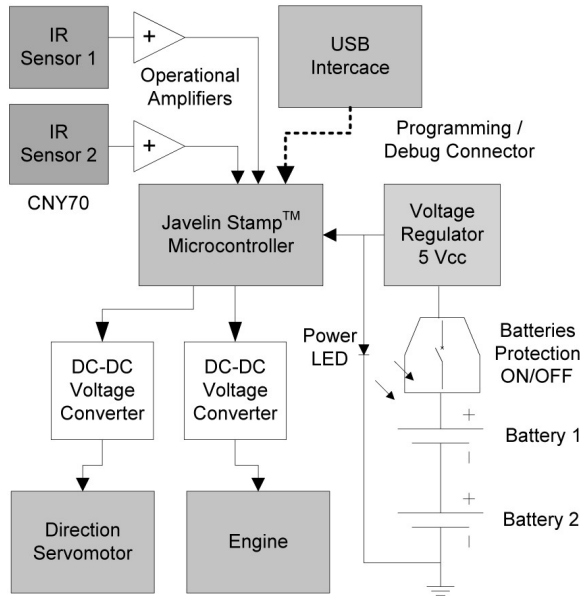 IR
Sensor 1
+
Operational
Amplifiers
USB
Intercace
IR
Sensor 2
+
CNY70
Programming /
Debug Connector
Javelin Stamp™
Microcontroller
Voltage
Regulator
5 Vcc
Power
LED
Batteries
Protection
ON/OFF
DC-DC
Voltage
Converter
DC-DC
Voltage
Converter
+
Battery 1
–
+
Battery 2
–
Direction
Servomotor
Engine